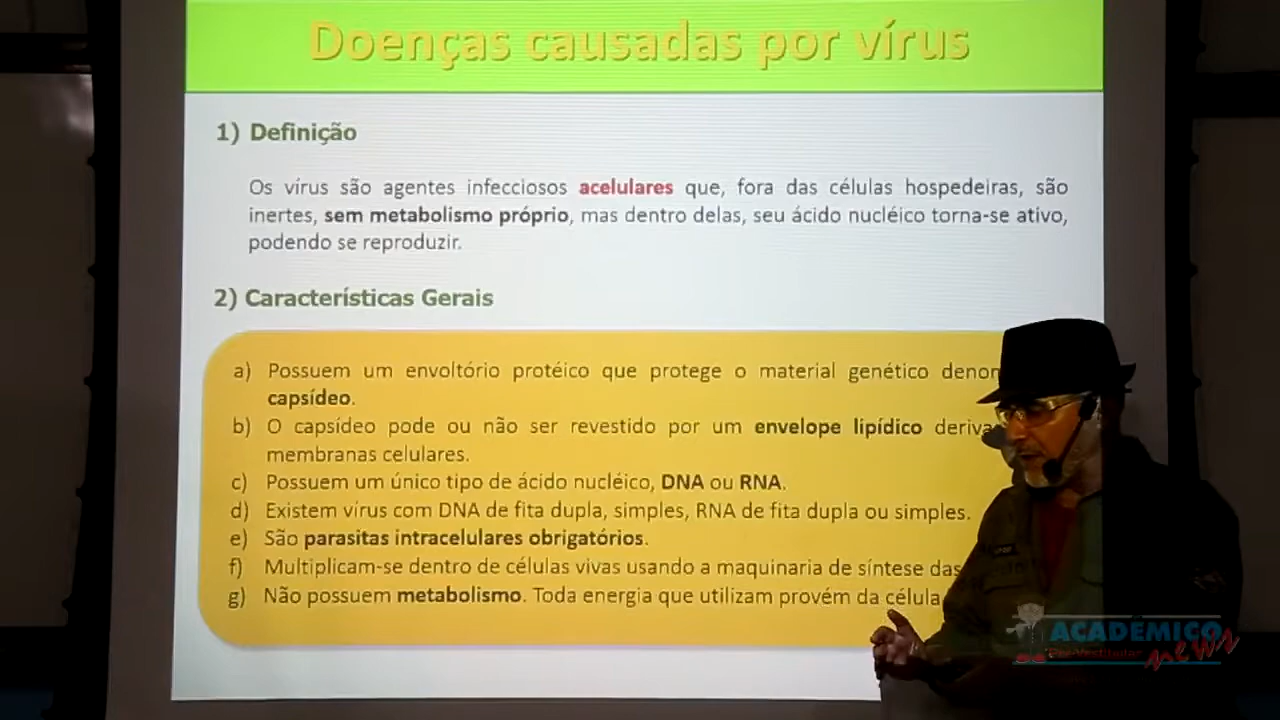 Doenças causadas por vírus
1) Definição
Os vírus são agentes infecciosos acelulares que, fora das células hospedeiras, são
inertes, sem metabolismo próprio, mas dentro delas, seu ácido nucléico torna-se ativo,
podendo se reproduzir.
2) Características Gerais
a) Possuem um envoltório protéico que protege o material genético denom
capsídeo.
b) O capsídeo pode ou não ser revestido por um envelope lipídico deriva
membranas celulares.
c) Possuem um único tipo de ácido nucléico, DNA ou RNA.
d) Existem vírus com DNA de fita dupla, simples, RNA de fita dupla ou simples.
e) São parasitas intracelulares obrigatórios.
f) Multiplicam-se dentro de células vivas usando a maquinaria de síntese das
g) Não possuem metabolismo. Toda energia que utilizam provém da célula
ACADÊMICO
Pré-Vestibular
news